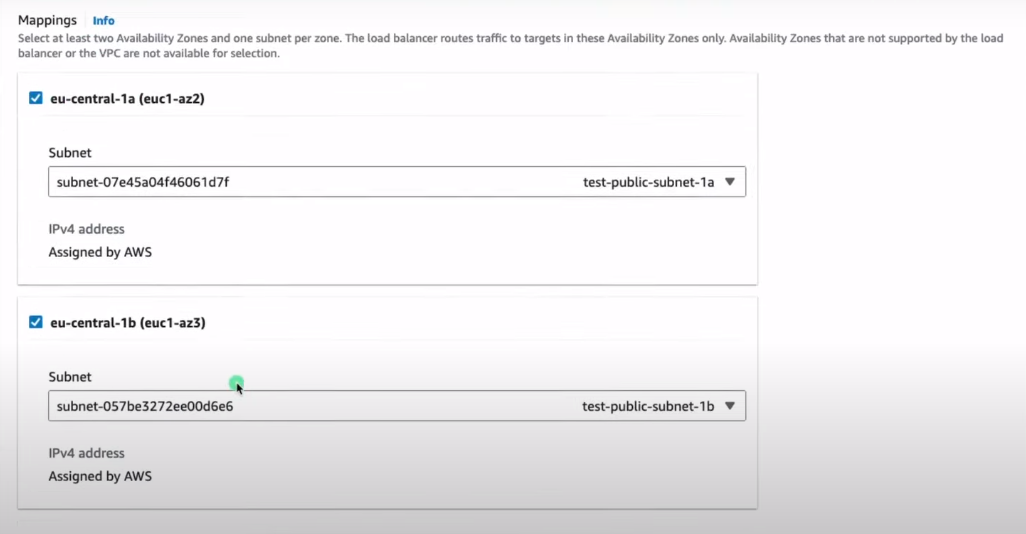 Mappings Info
Select at least two Availability Zones and one subnet per zone. The load balancer routes traffic to targets in these Availability Zones only. Availability Zones that are not supported by the load
balancer or the VPC are not available for selection.
eu-central-1a (euc1-az2)
Subnet
subnet-07e45a04f46061d7f test-public-subnet-1a
IPv4 address
Assigned by AWS
eu-central-1b (euc1-az3)
Subnet
subnet-057be3272ee00d6e6 test-public-subnet-1b
IPv4 address
Assigned by AWS